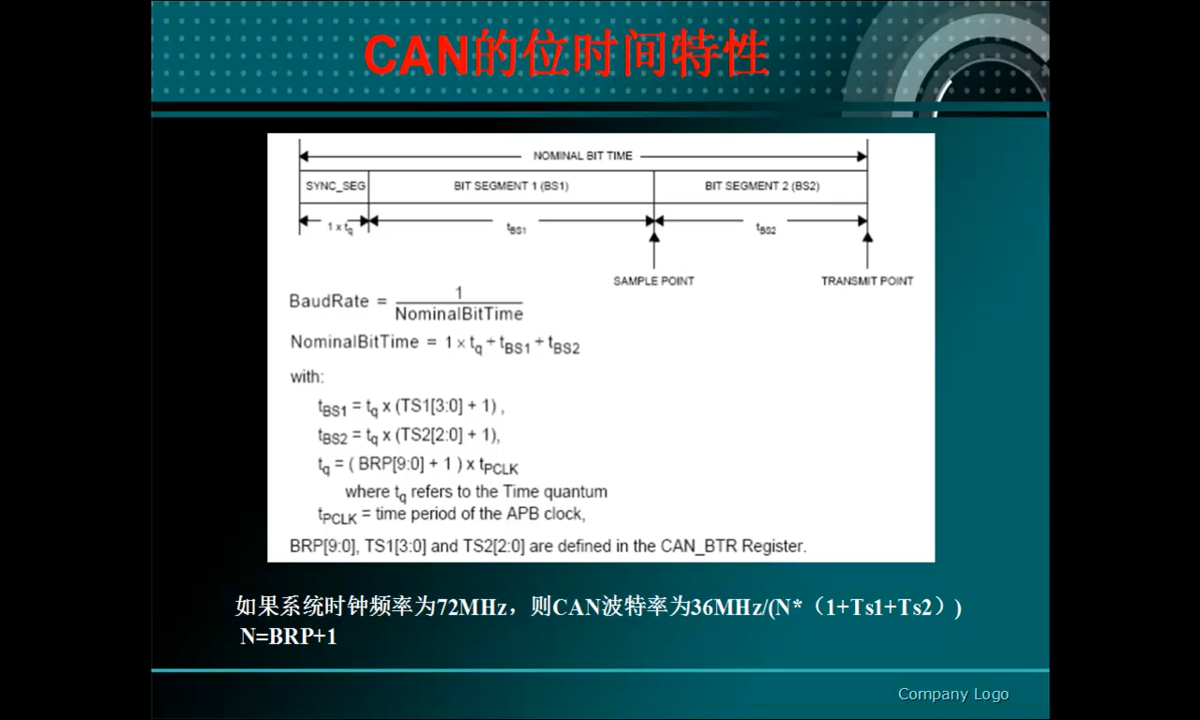 CAN的位时间特性
NOMINAL BIT TIME
SYNC_SEG BIT SEGMENT 1 (BS1) BIT SEGMENT 2 (BS2)
1 x tq tBS1 tBS2
SAMPLE POINT TRANSMIT POINT
BaudRate = 1 / NominalBitTime
NominalBitTime = 1 × tq + tBS1 + tBS2
with:
tBS1 = tq x (TS1[3:0] + 1) ,
tBS2 = tq x (TS2[2:0] + 1),
tq = ( BRP[9:0] + 1 ) x tPCLK
where tq refers to the Time quantum
tPCLK = time period of the APB clock,
BRP[9:0], TS1[3:0] and TS2[2:0] are defined in the CAN_BTR Register.
如果系统时钟频率为72MHz，则CAN波特率为36MHz/(N*（1+Ts1+Ts2）)
N=BRP+1
Company Logo